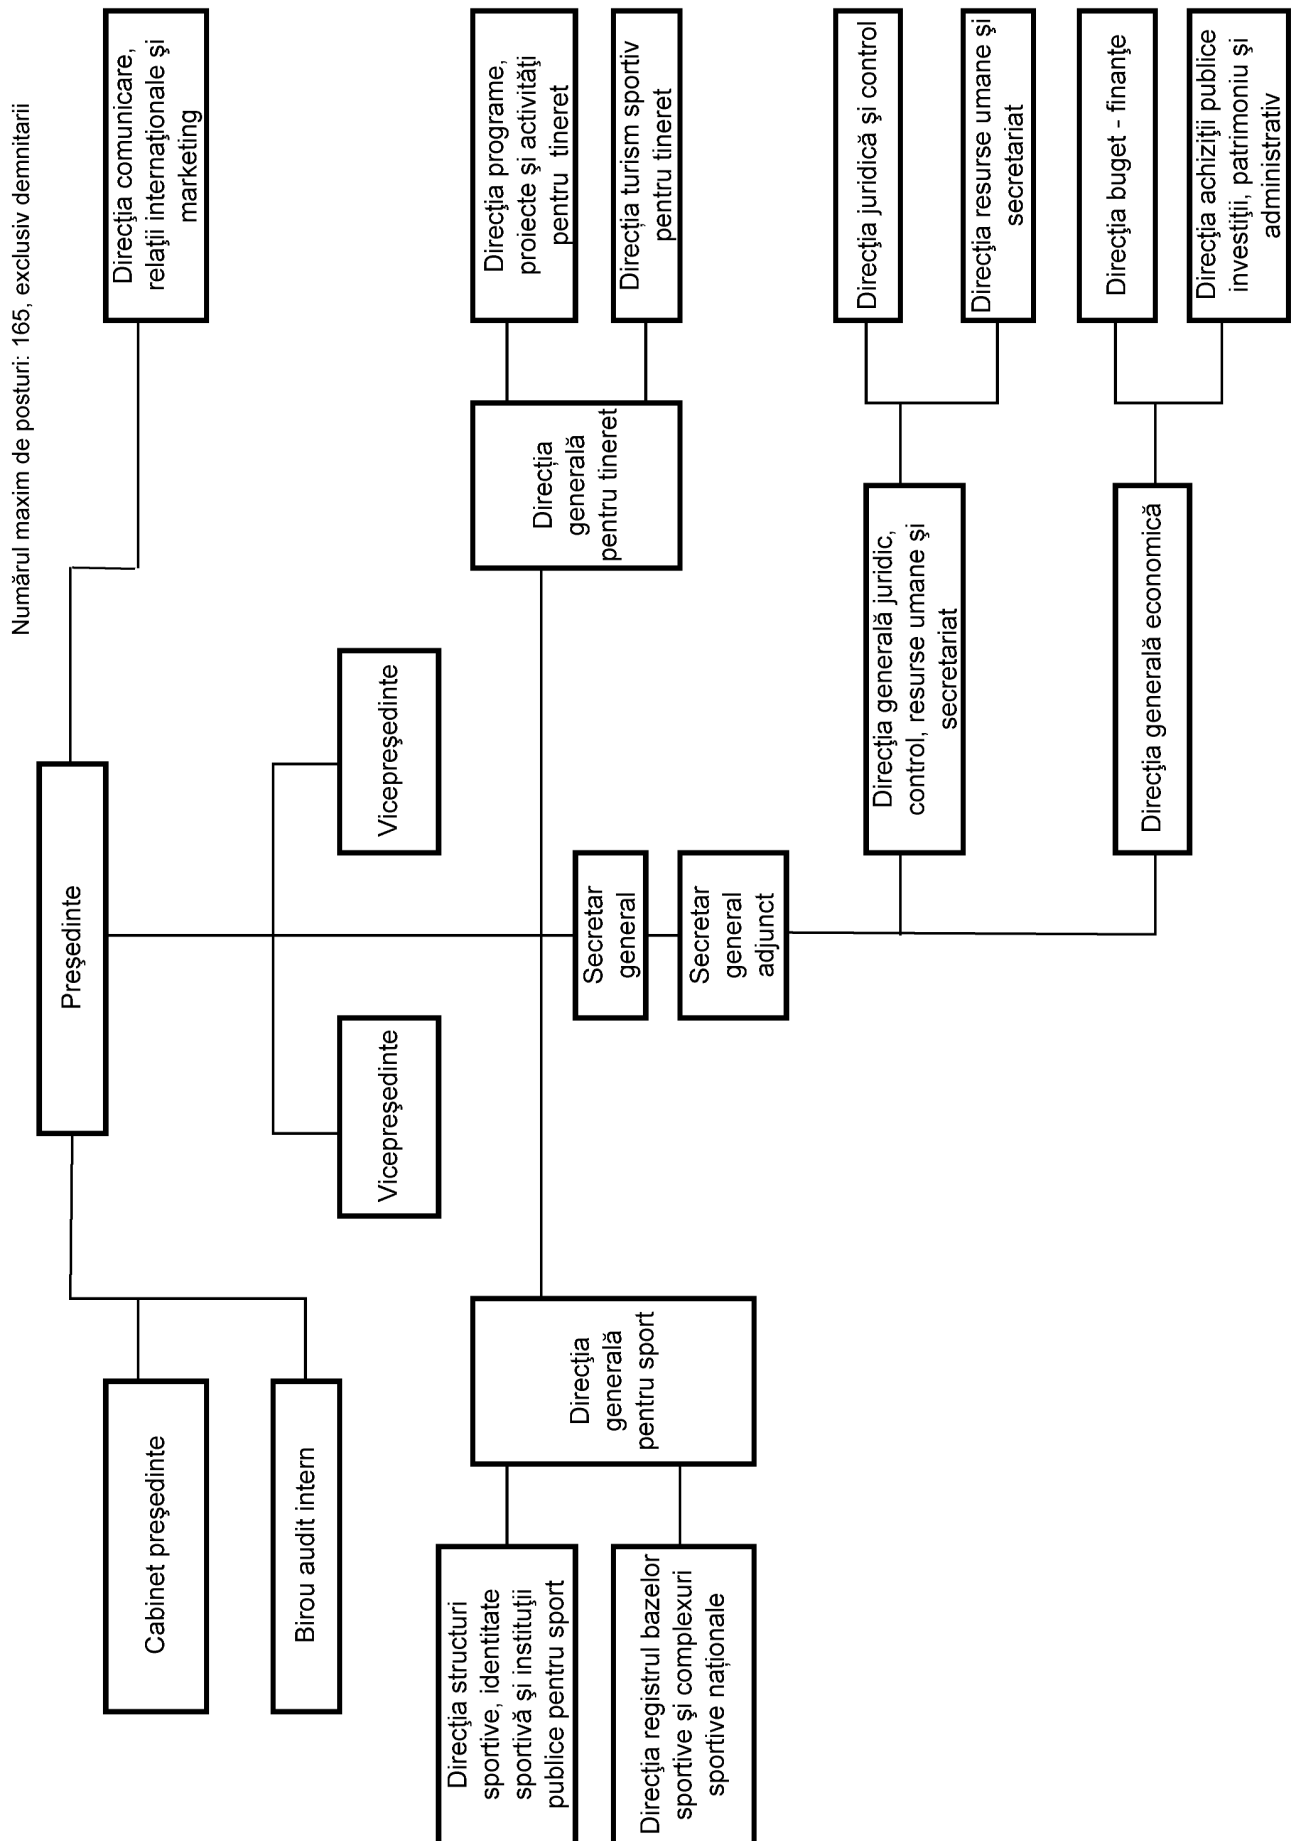 Numărul maxim de posturi: 165, exclusiv demnitarii
Preşedinte
Cabinet preşedinte
Direcţia comunicare,
relaţii internaţionale şi
marketing
Birou audit intern
Vicepreşedinte
Vicepreşedinte
Direcţia structuri
sportive, identitate
sportivă şi instituţii
publice pentru sport
Direcţia registrul bazelor
sportive şi complexuri
sportive naționale
Direcţia
generală
pentru sport
Direcția
generală
pentru tineret
Direcţia programe,
proiecte şi activităţi
pentru tineret
Direcția turism sportiv
pentru tineret
Secretar
general
Secretar
general
adjunct
Direcţia generală juridic,
control, resurse umane şi
secretariat
Direcţia juridică şi control
Direcţia resurse umane şi
secretariat
Direcţia generală economică
Direcţia buget - finanţe
Direcţia achiziţii publice
investiţii, patrimoniu şi
administrativ